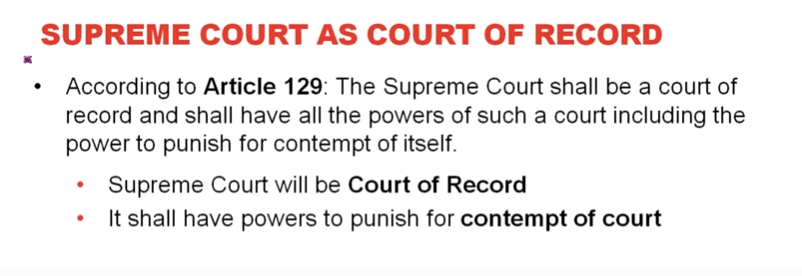 SUPREME COURT AS COURT OF RECORD
• According to Article 129: The Supreme Court shall be a court of
record and shall have all the powers of such a court including the
power to punish for contempt of itself.
• Supreme Court will be Court of Record
• It shall have powers to punish for contempt of court